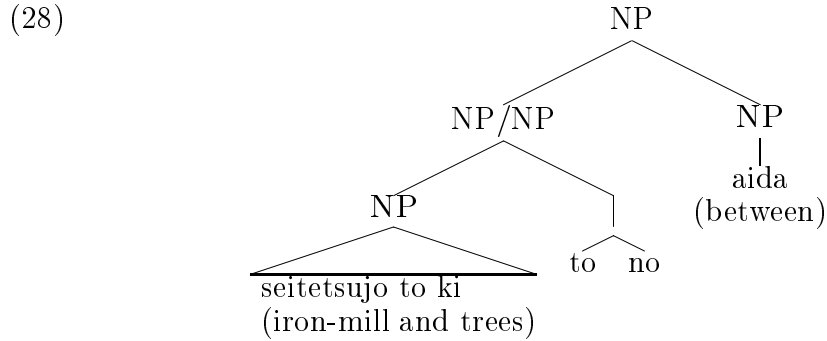 (28)
NP
NP/NP NP
aida
(between)
NP
to no
seitetsujo to ki
(iron-mill and trees)